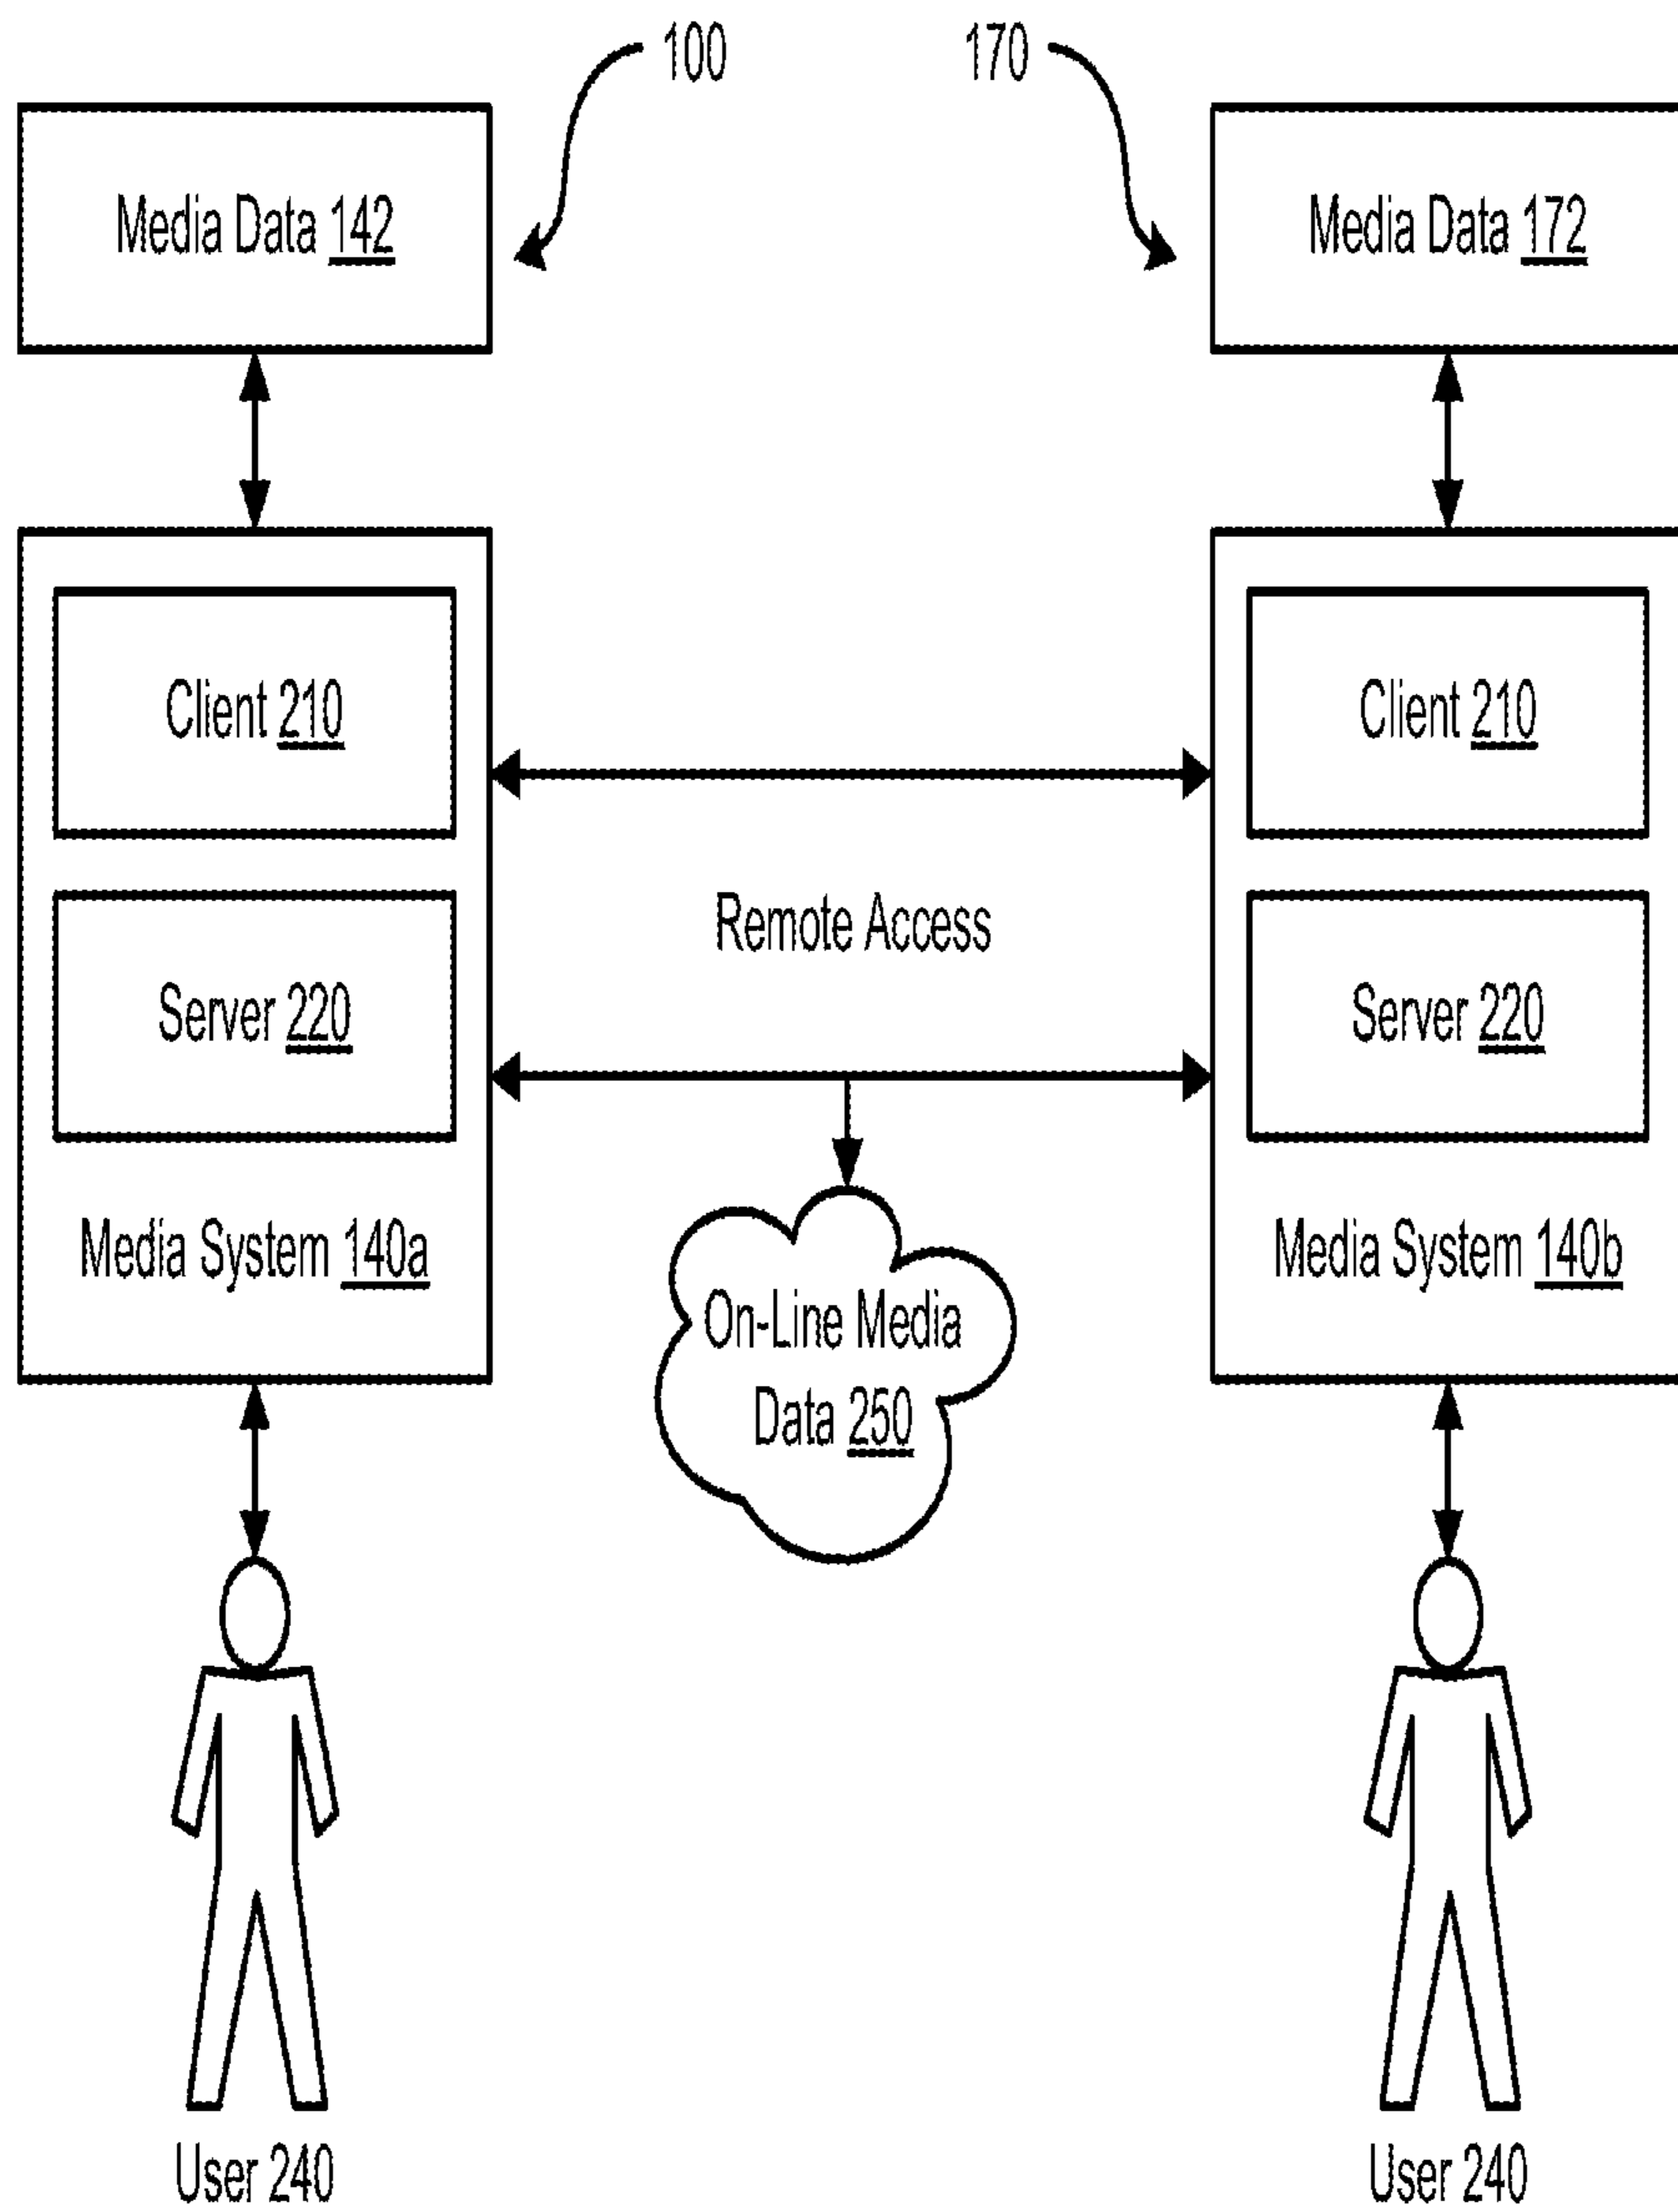 100
170
Media Data 142
Media Data 172
Client 210
Client 210
Remote Access
Server 220
Server 220
Media System 140a
Media System 140b
On-Line Media
Data 250
User 240
User 240